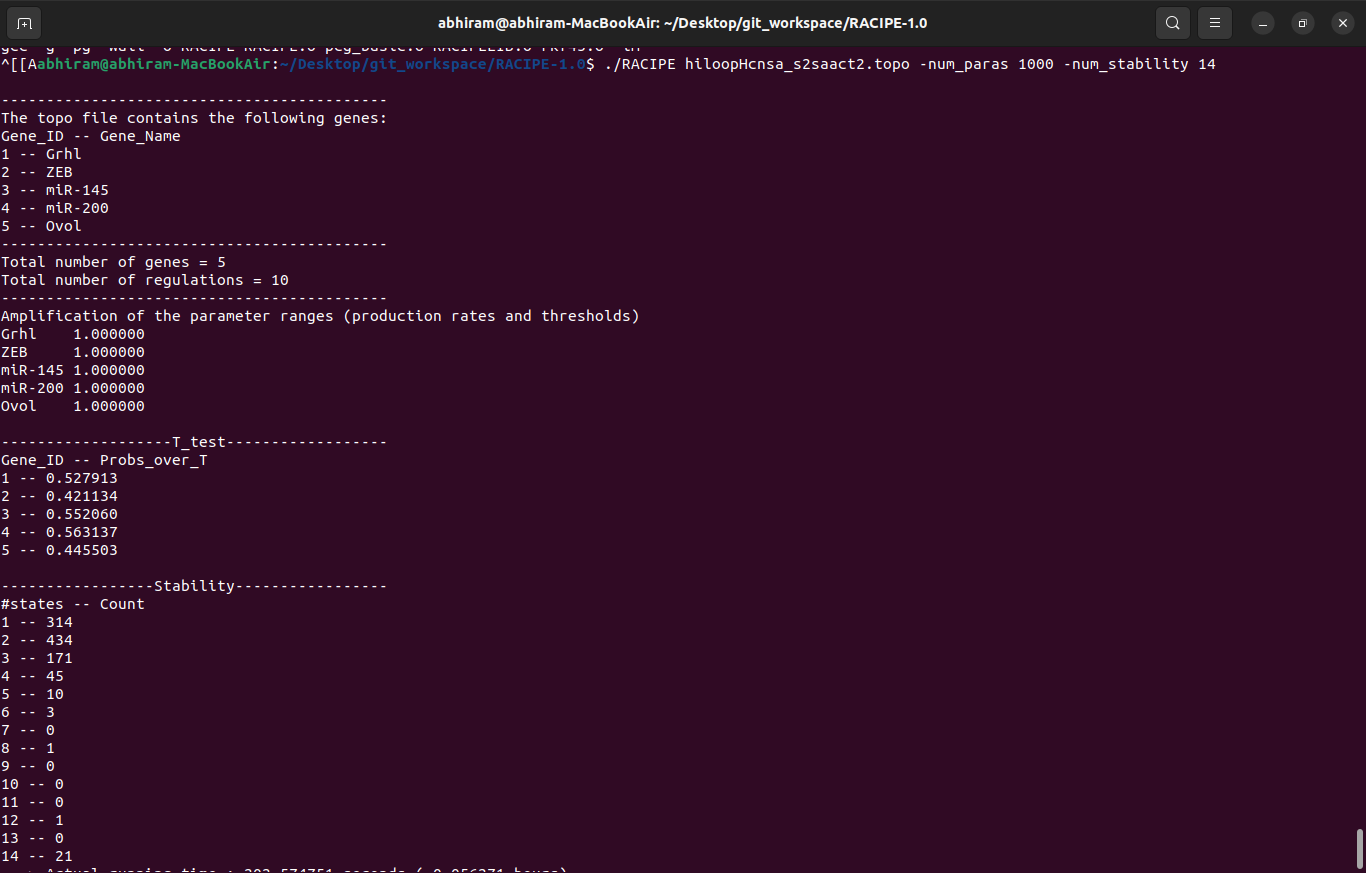 abhiram@abhiram-MacBookAir: ~/Desktop/git_workspace/RACIPE-1.0
^[[Aabhiram@abhiram-MacBookAir:~/Desktop/git_workspace/RACIPE-1.0$ ./RACIPE hiloopHcnsa_s2saact2.topo -num_paras 1000 -num_stability 14
-------------------------------------------
The topo file contains the following genes:
Gene_ID -- Gene_Name
1 -- Grhl
2 -- ZEB
3 -- miR-145
4 -- miR-200
5 -- Ovol
-------------------------------------------
Total number of genes = 5
Total number of regulations = 10
-------------------------------------------
Amplification of the parameter ranges (production rates and thresholds)
Grhl    1.000000
ZEB     1.000000
miR-145 1.000000
miR-200 1.000000
Ovol    1.000000
-------------------T_test------------------
Gene_ID -- Probs_over_T
1 -- 0.527913
2 -- 0.421134
3 -- 0.552060
4 -- 0.563137
5 -- 0.445503
-----------------Stability-----------------
#states -- Count
1 -- 314
2 -- 434
3 -- 171
4 -- 45
5 -- 10
6 -- 3
7 -- 0
8 -- 1
9 -- 0
10 -- 0
11 -- 0
12 -- 1
13 -- 0
14 -- 21